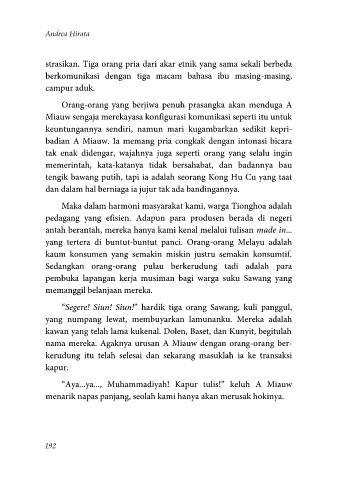 Andrea Hirata
strasikan. Tiga orang pria dari akar etnik yang sama sekali berbeda
berkomunikasi dengan tiga macam bahasa ibu masing-masing,
campur aduk.
Orang-orang yang berjiwa penuh prasangka akan menduga A
Miauw sengaja merekayasa konfigurasi komunikasi seperti itu untuk
keuntungannya sendiri, namun mari kugambarkan sedikit kepri-
badian A Miauw. Ia memang pria congkak dengan intonasi bicara
tak enak didengar, wajahnya juga seperti orang yang selalu ingin
memerintah, kata-katanya tidak bersahabat, dan badannya bau
tengik bawang putih, tapi ia adalah seorang Kong Hu Cu yang taat
dan dalam hal berniaga ia jujur tak ada bandingannya.
Maka dalam harmoni masyarakat kami, warga Tionghoa adalah
pedagang yang efisien. Adapun para produsen berada di negeri
antah berantah, mereka hanya kami kenal melalui tulisan made in...
yang tertera di buntut-buntut panci. Orang-orang Melayu adalah
kaum konsumen yang semakin miskin justru semakin konsumtif.
Sedangkan orang-orang pulau berkerudung tadi adalah para
pembuka lapangan kerja musiman bagi warga suku Sawang yang
memanggil belanjaan mereka.
“Segere! Siun! Siun!” hardik tiga orang Sawang, kuli panggul,
yang numpang lewat, membuyarkan lamunanku. Mereka adalah
kawan yang telah lama kukenal. Dolen, Baset, dan Kunyit, begitulah
nama mereka. Agaknya urusan A Miauw dengan orang-orang ber-
kerudung itu telah selesai dan sekarang masuklah ia ke transaksi
kapur.
“Aya...ya..., Muhammadiyah! Kapur tulis!” keluh A Miauw
menarik napas panjang, seolah kami hanya akan merusak hokinya.
192